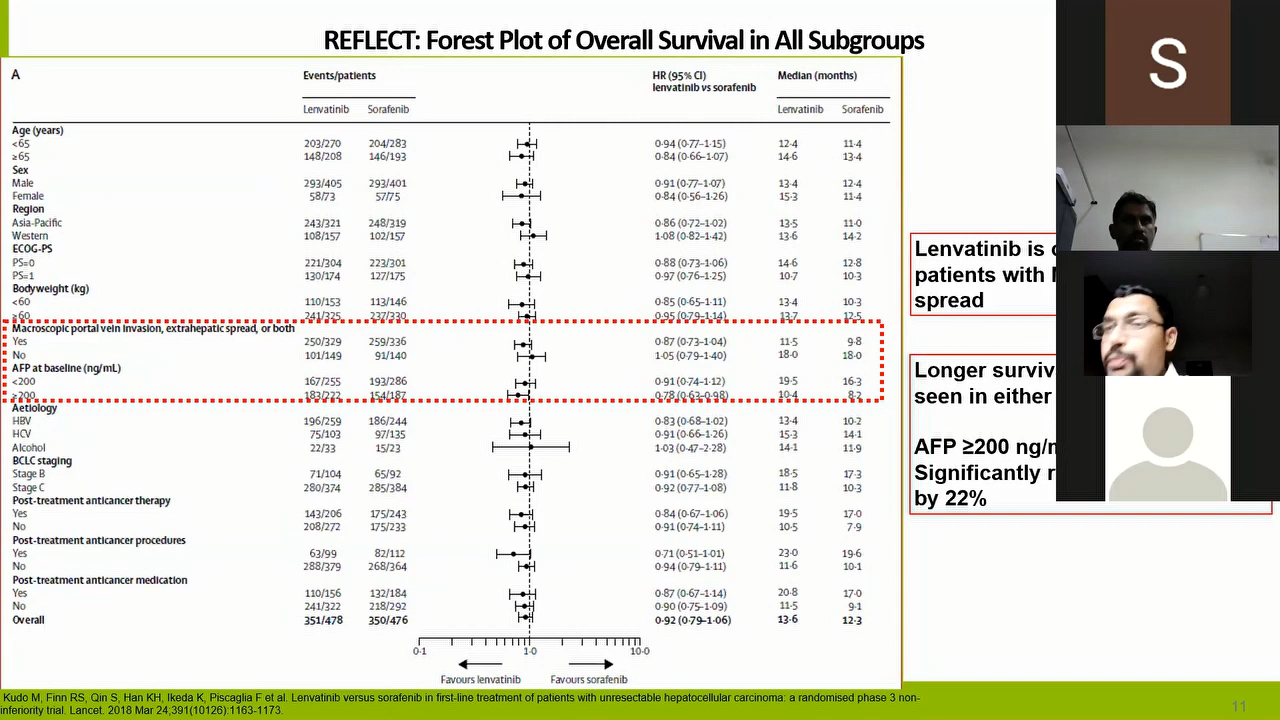 REFLECT: Forest Plot of Overall Survival in All Subgroups
S
A Events/patients HR (95% CI) Median (months)
lenvatinib vs sorafenib
Lenvatinib Sorafenib Lenvatinib Sorafenib
Age (years)
<65 203/270 204/283 0·94 (0·77–1·15) 12·4 11·4
≥65 148/208 146/193 0·84 (0·66–1·07) 14·6 13·4
Sex
Male 293/405 293/401 0·91 (0·77–1·07) 13·4 12·4
Female 58/73 57/75 0·84 (0·56–1·26) 15·3 11·4
Region
Asia-Pacific 243/321 248/319 0·86 (0·72–1·02) 13·5 11·0
Western 108/157 102/157 1·08 (0·82–1·42) 13·6 14·2
ECOG-PS
PS=0 221/304 223/301 0·88 (0·73–1·06) 14·6 12·8
PS=1 130/174 127/175 0·97 (0·76–1·25) 10·7 10·3
Bodyweight (kg)
<60 110/153 113/146 0·85 (0·65–1·11) 13·4 10·3
≥60 241/325 237/330 0·95 (0·79–1·14) 13·7 12·5
Macroscopic portal vein invasion, extrahepatic spread, or both
Yes 250/329 259/336 0·87 (0·73–1·04) 11·5 9·8
No 101/149 91/140 1·05 (0·79–1·40) 18·0 18·0
AFP at baseline (ng/mL)
<200 167/255 193/286 0·91 (0·74–1·12) 19·5 16·3
≥200 183/222 154/187 0·78 (0·63–0·98) 10·4 8·2
Aetiology
HBV 196/259 186/244 0·83 (0·68–1·02) 13·4 10·2
HCV 75/103 97/135 0·91 (0·66–1·26) 15·3 14·1
Alcohol 22/33 15/23 1·03 (0·47–2·28) 14·1 11·9
BCLC staging
Stage B 71/104 65/92 0·91 (0·65–1·28) 18·5 17·3
Stage C 280/374 285/384 0·92 (0·77–1·08) 11·8 10·3
Post-treatment anticancer therapy
Yes 143/206 175/243 0·84 (0·67–1·06) 19·5 17·0
No 208/272 175/233 0·91 (0·74–1·11) 10·5 7·9
Post-treatment anticancer procedures
Yes 63/99 82/112 0·71 (0·51–1·01) 23·0 19·6
No 288/379 268/364 0·94 (0·79–1·11) 11·6 10·1
Post-treatment anticancer medication
Yes 110/156 132/184 0·87 (0·67–1·14) 20·8 17·0
No 241/322 218/292 0·90 (0·75–1·09) 11·5 9·1
Overall 351/478 350/476 0·92 (0·79–1·06) 13·6 12·3
0·1 1·0 10·0
Favours lenvatinib Favours sorafenib
Lenvatinib is
patients with
spread
Longer
seen in either
AFP ≥200
Significantly
by 22%
Kudo M, Finn RS, Qin S, Han KH, Ikeda K, Piscaglia F et al. Lenvatinib versus sorafenib in first-line treatment of patients with unresectable hepatocellular carcinoma: a randomised phase 3 non-
inferiority trial. Lancet. 2018 Mar 24;391(10126):1163-1173.
11